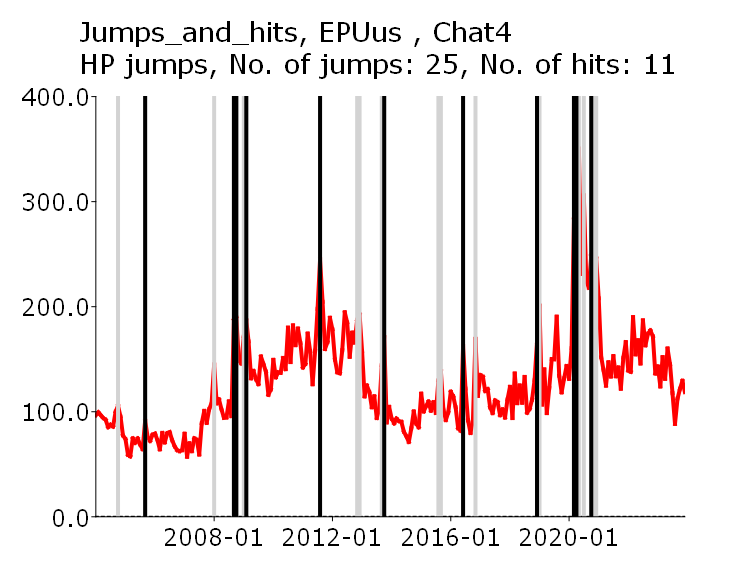 Jumps_and_hits, EPUus , Chat4
HP jumps, No. of jumps: 25, No. of hits: 11
400.0
300.0
200.0
100.0
0.0
2008-01 2012-01 2016-01 2020-01